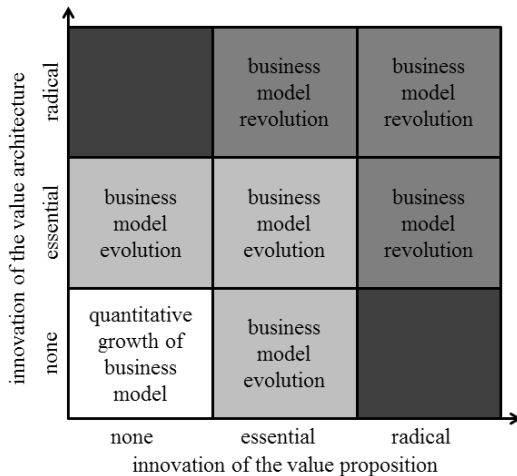 innovation of the value architecture
radical
essential
none
business
model
revolution
business
model
revolution
business
model
evolution
business
model
evolution
business
model
revolution
quantitative
growth of
business
model
business
model
evolution
none
essential
radical
innovation of the value proposition